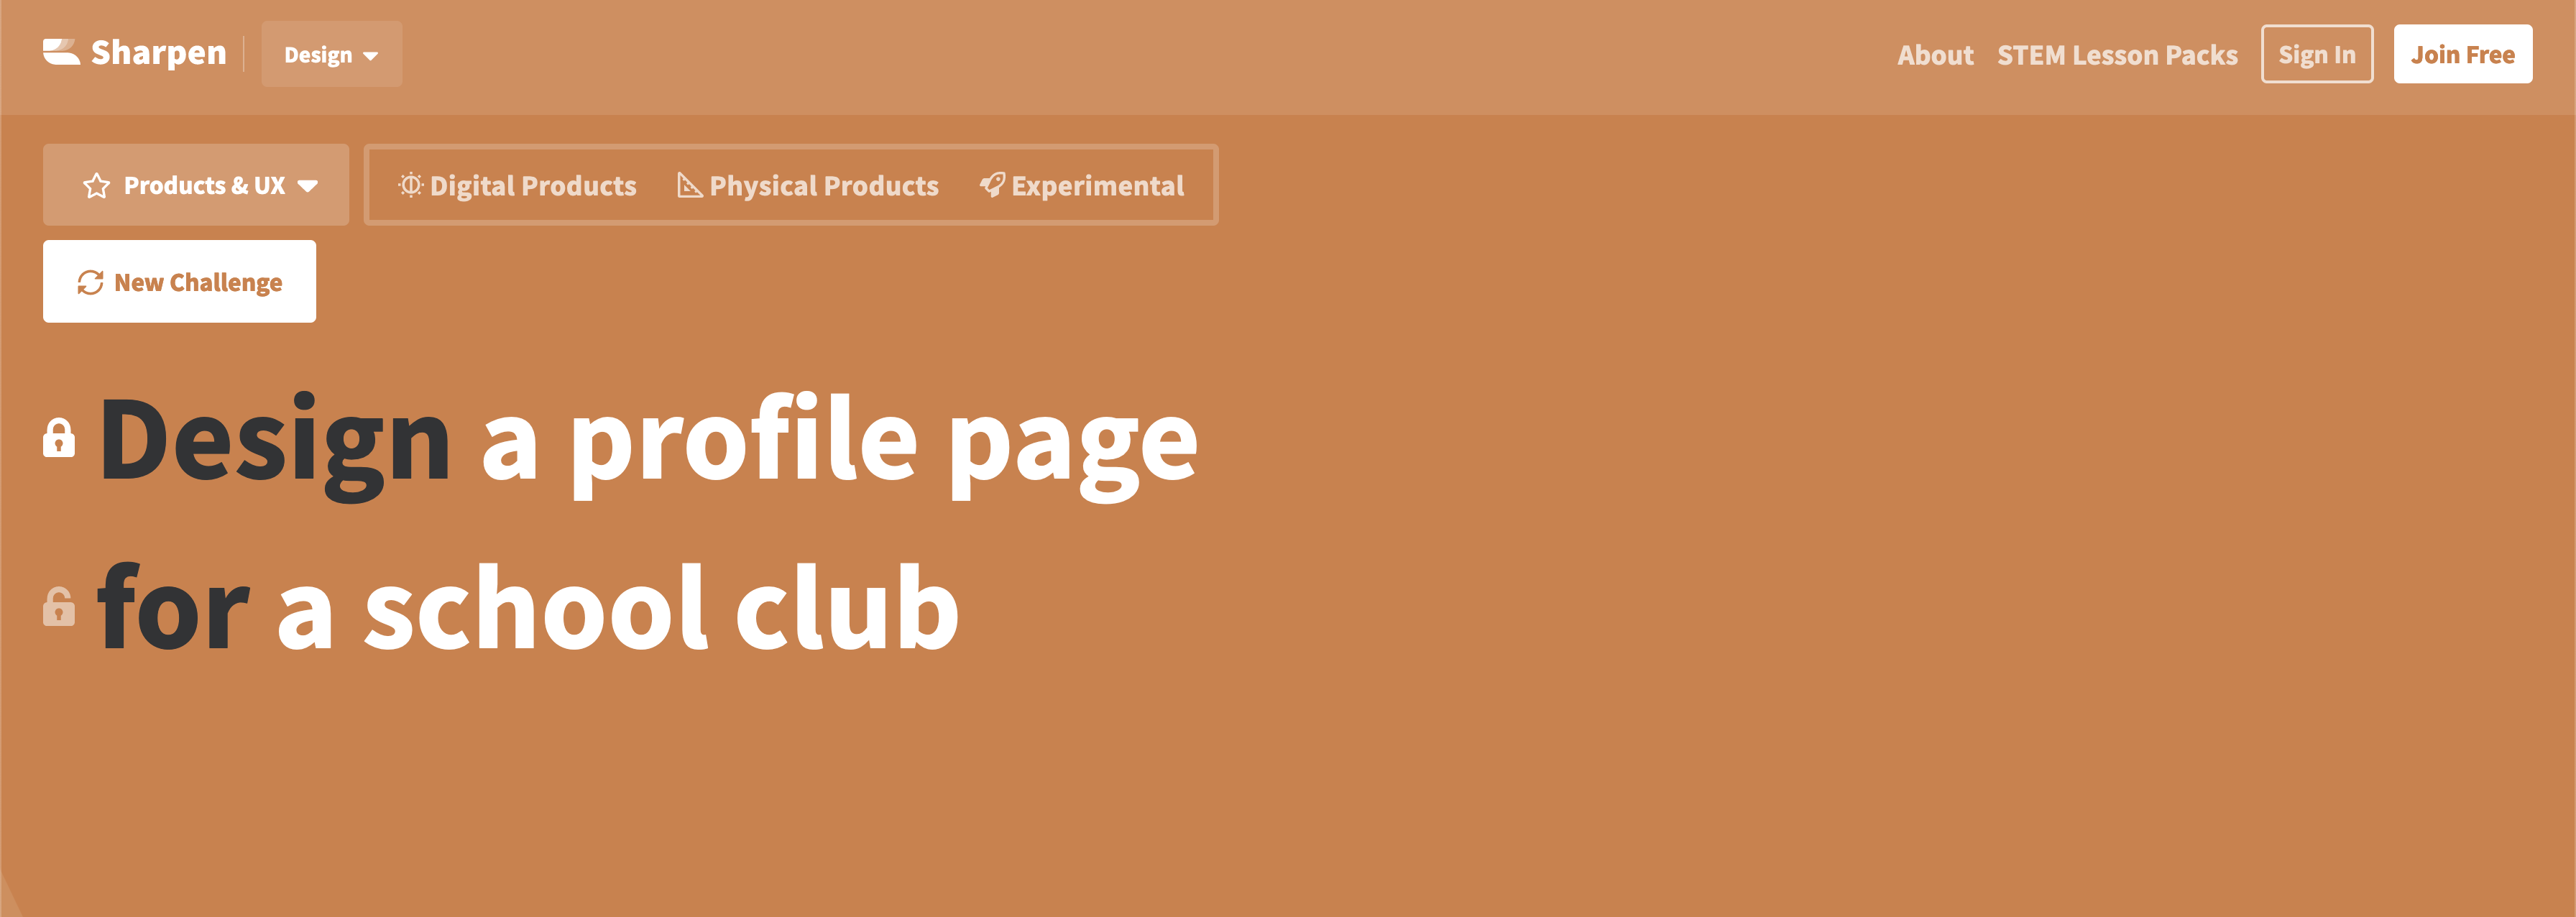 Sharpen
Design
About
STEM Lesson Packs
Sign In
Join Free
Products & UX
Digital Products
Physical Products
Experimental
New Challenge
Design a profile page
for a school club